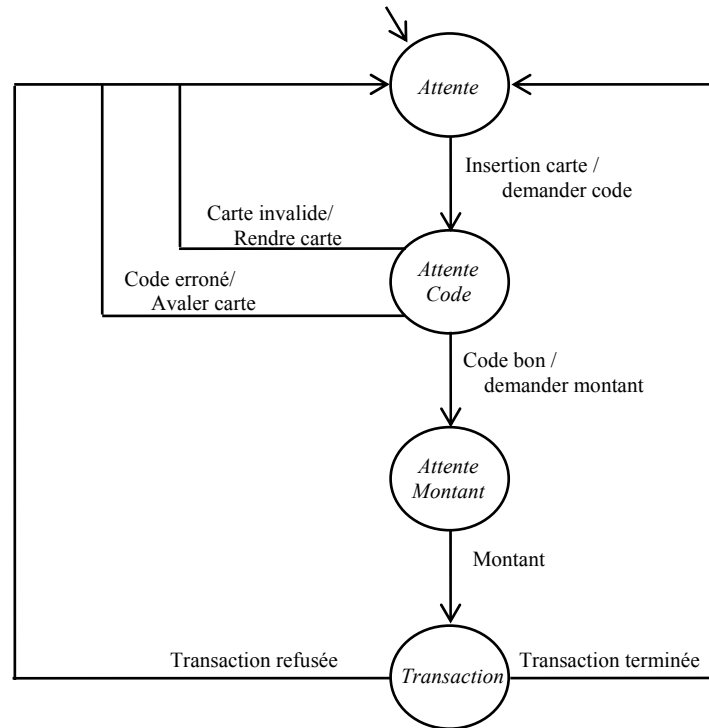 Attente
Insertion carte /
demander code
Carte invalide/
Rendre carte
Attente
Code
Code erroné/
Avaler carte
Code bon /
demander montant
Attente
Montant
Montant
Transaction refusée
Transaction
Transaction terminée